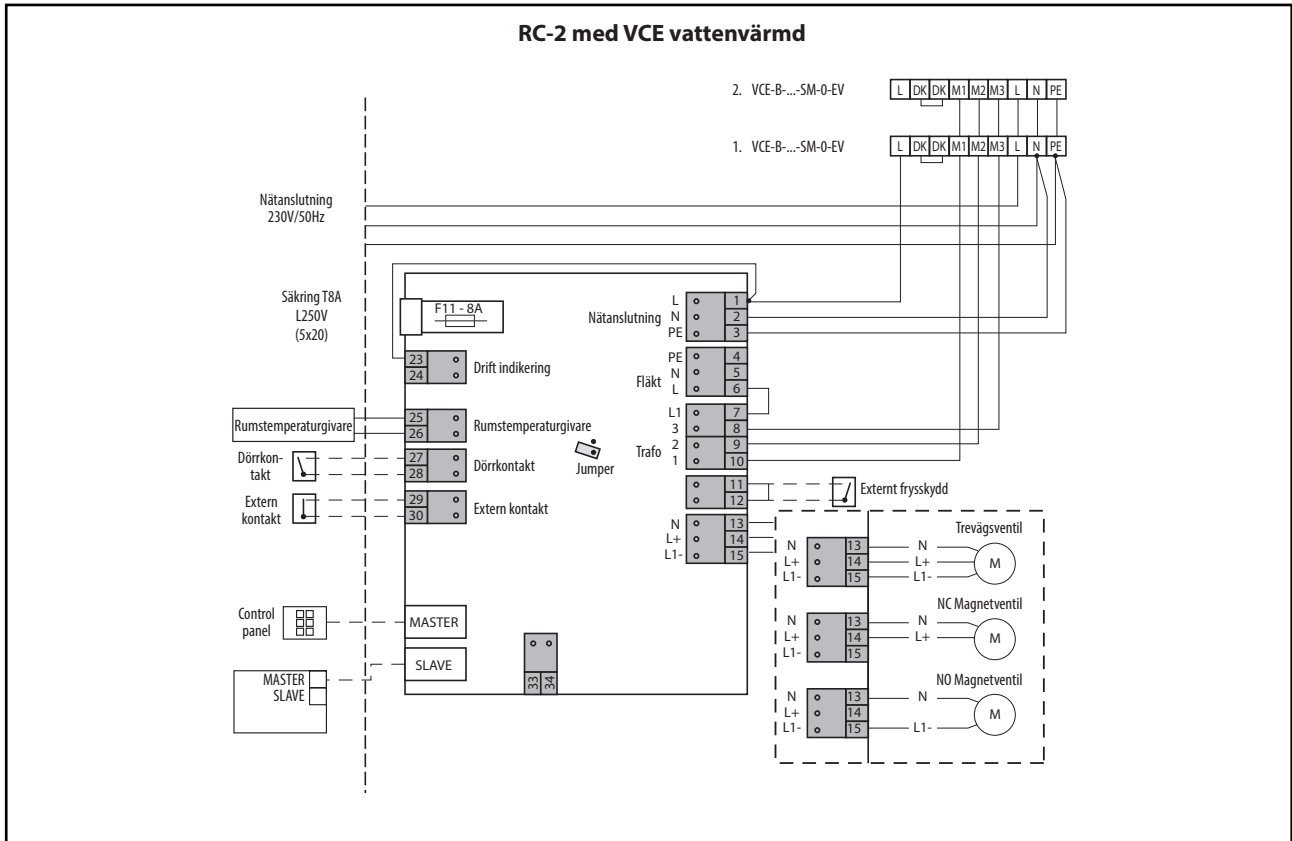 RC-2 med VCE vattenvärmd
2. VCE-B-...-SM-0-EV
L DK DK M1 M2 M3 L N PE
1. VCE-B-...-SM-0-EV
L DK DK M1 M2 M3 L N PE
Nätanslutning
230V/50Hz
Säkring T8A
L250V
(5x20)
F11 - 8A
Nätanslutning
L 1
N 2
PE 3
23
24
Drift indikering
Fläkt
PE 4
N 5
L 6
Rumstemperaturgivare
25
26
Rumstemperaturgivare
Jumper
Trafo
L1 7
3 8
2 9
1 10
Dörrkon-
takt
27
28
Dörrkontakt
11
12
Externt frysskydd
Extern
kontakt
29
30
Extern kontakt
N 13
L+ 14
L1- 15
Trevägsventil
N 13 N
L+ 14 L+
L1- 15 L1-
M
Control
panel
MASTER
NC Magnetventil
N 13 N
L+ 14 L+
L1- 15
M
MASTER
SLAVE
SLAVE
33
34
NO Magnetventil
N 13 N
L+ 14
L1- 15 L1-
M